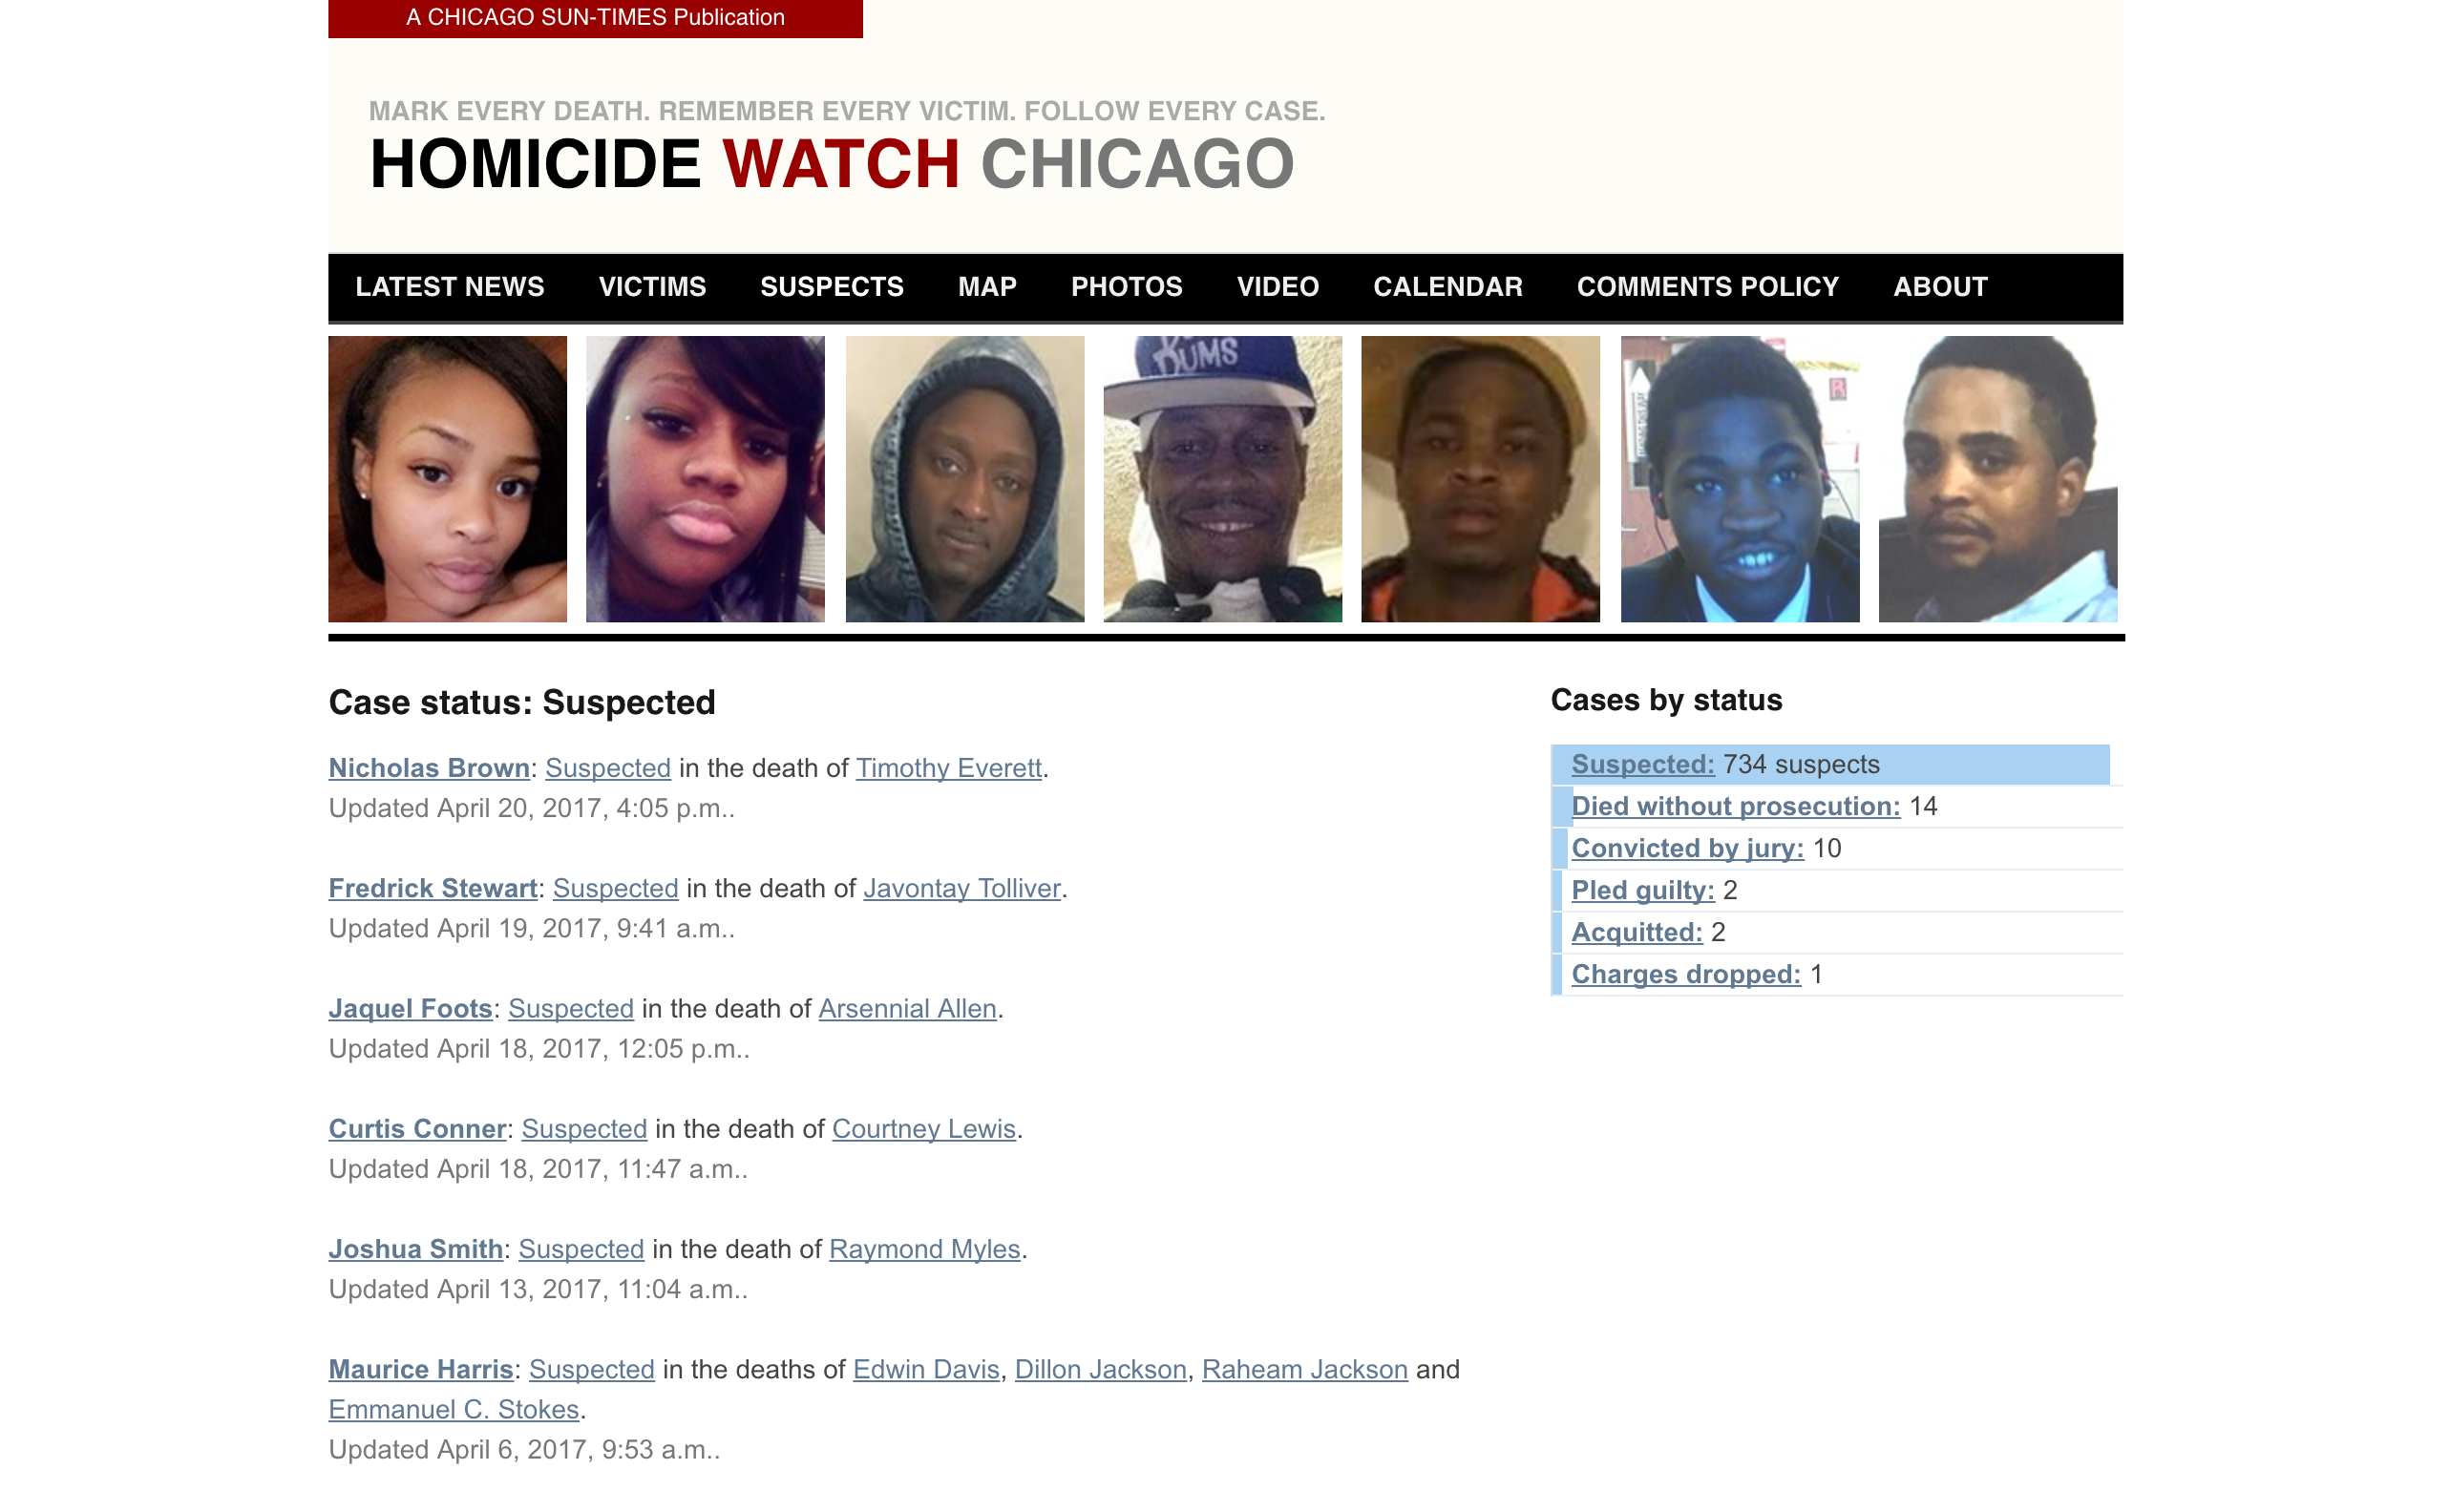 A CHICAGO SUN-TIMES Publication
MARK EVERY DEATH. REMEMBER EVERY VICTIM. FOLLOW EVERY CASE.
HOMICIDE WATCH CHICAGO
LATEST NEWS VICTIMS SUSPECTS MAP PHOTOS VIDEO CALENDAR COMMENTS POLICY ABOUT
BUMS
R
Case status: Suspected
Nicholas Brown: Suspected in the death of Timothy Everett.
Updated April 20, 2017, 4:05 p.m..
Fredrick Stewart: Suspected in the death of Javontay Tolliver.
Updated April 19, 2017, 9:41 a.m..
Jaquel Foots: Suspected in the death of Arsennial Allen.
Updated April 18, 2017, 12:05 p.m..
Curtis Conner: Suspected in the death of Courtney Lewis.
Updated April 18, 2017, 11:47 a.m..
Joshua Smith: Suspected in the death of Raymond Myles.
Updated April 13, 2017, 11:04 a.m..
Maurice Harris: Suspected in the deaths of Edwin Davis, Dillon Jackson, Raheam Jackson and
Emmanuel C. Stokes.
Updated April 6, 2017, 9:53 a.m..
Cases by status
Suspected: 734 suspects
Died without prosecution: 14
Convicted by jury: 10
Pled guilty: 2
Acquitted: 2
Charges dropped: 1